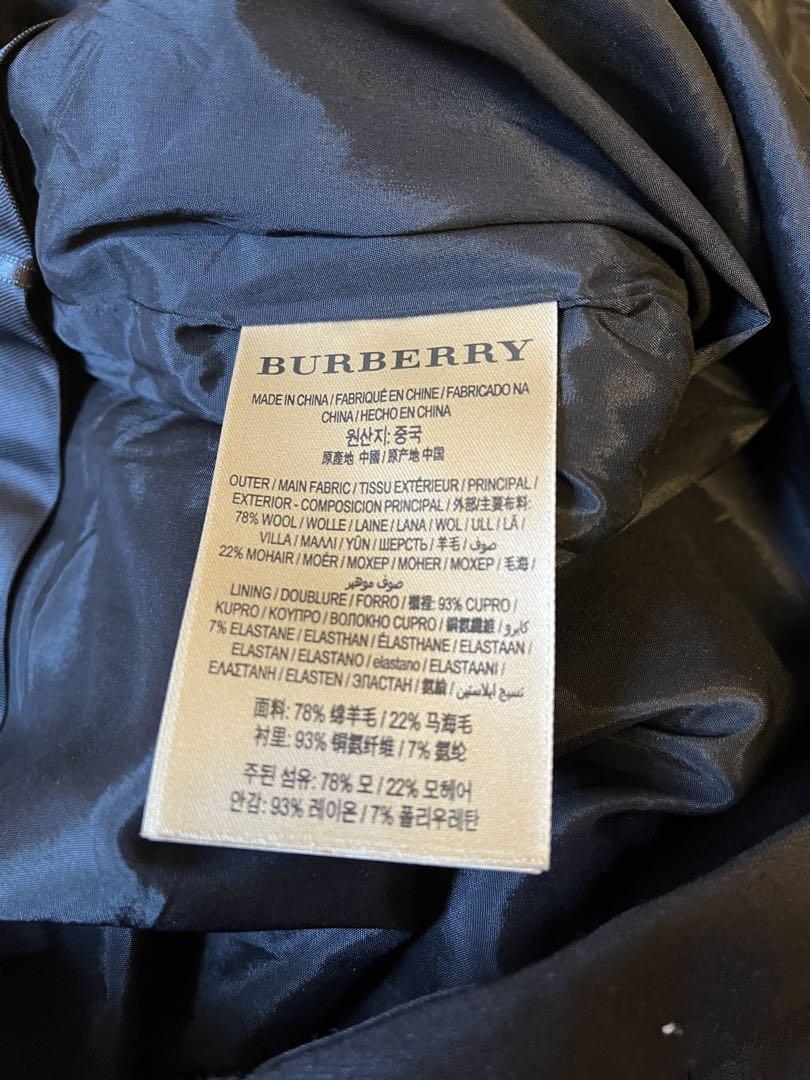 BURBERRY
MADE IN CHINA / FABRIQUÉ EN CHINE / FABRICADO NA
CHINA / HECHO EN CHINA
원산지: 중국
原產地 中國 / 原产地 中国
OUTER / MAIN FABRIC / TISSU EXTÉRIEUR / PRINCIPAL /
EXTERIOR - COMPOSICION PRINCIPAL / 外部/主要布料:
78% WOOL / WOLLE / LAINE / LANA / WOL / ULL / LÃ /
VILLA / ΜΑΛΛΙ / YÜN / ШЕРСТЬ / 羊毛 / صوف
22% MOHAIR / MOÉR / MOXEP / MOHER / MOXEP / 毛海 /
صوف موهير
LINING / DOUBLURE / FORRO / 襯裡: 93% CUPRO /
KUPRO / ΚΟΥΠΡΟ / ВОЛОКНО CUPRO / 銅氨纖維 / كابرو
7% ELASTANE / ELASTHAN / ÉLASTHANE / ELASTAAN /
ELASTAN / ELASTANO / elastano / ELASTAANI /
ΕΛΑΣΤΑΝΗ / ELASTEN / ЭЛАСТАН / 氨綸 / نسيج ايلاستين
面料: 78% 绵羊毛 / 22% 马海毛
衬里: 93% 铜氨纤维 / 7% 氨纶
주된 섬유: 78% 모 / 22% 모헤어
안감: 93% 레이온 / 7% 폴리우레탄